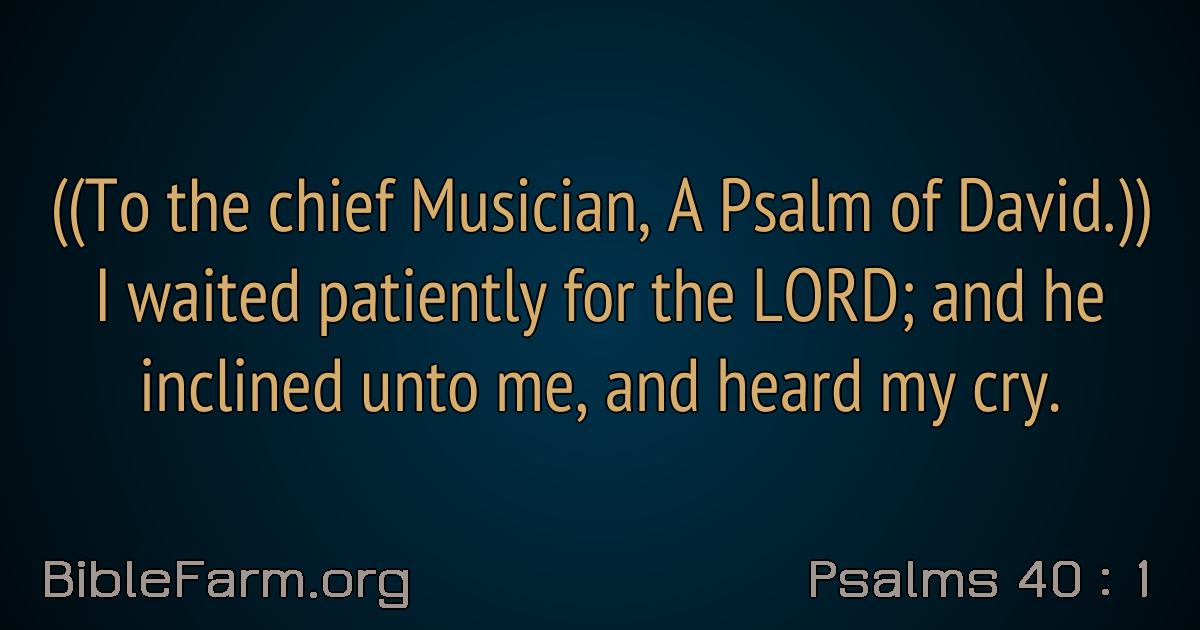 ((To the chief Musician, A Psalm of David.))
I waited patiently for the LORD; and he
inclined unto me, and heard my cry.
BibleFarm.org
Psalms 40 : 1